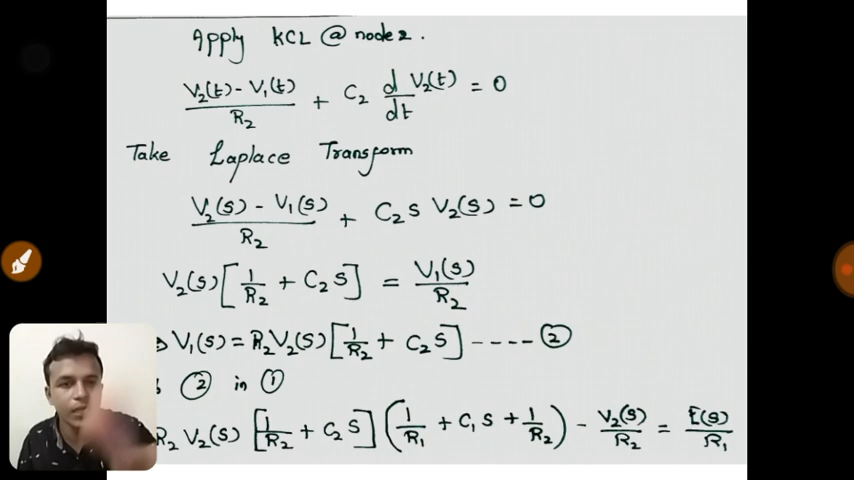 Apply KCL @ node 2.
V₂(t) - V₁(t) / R₂ + C₂ d/dt V₂(t) = 0
Take Laplace Transform
V₂(s) - V₁(s) / R₂ + C₂ s V₂(s) = 0
V₂(s) [1/R₂ + C₂ s] = V₁(s) / R₂
V₁(s) = R₂ V₂(s) [1/R₂ + C₂ s] ---- ②
② in ①
R₂ V₂(s) [1/R₂ + C₂ s] (1/R₁ + C₁ s + 1/R₂) - V₂(s)/R₂ = E(s)/R₁